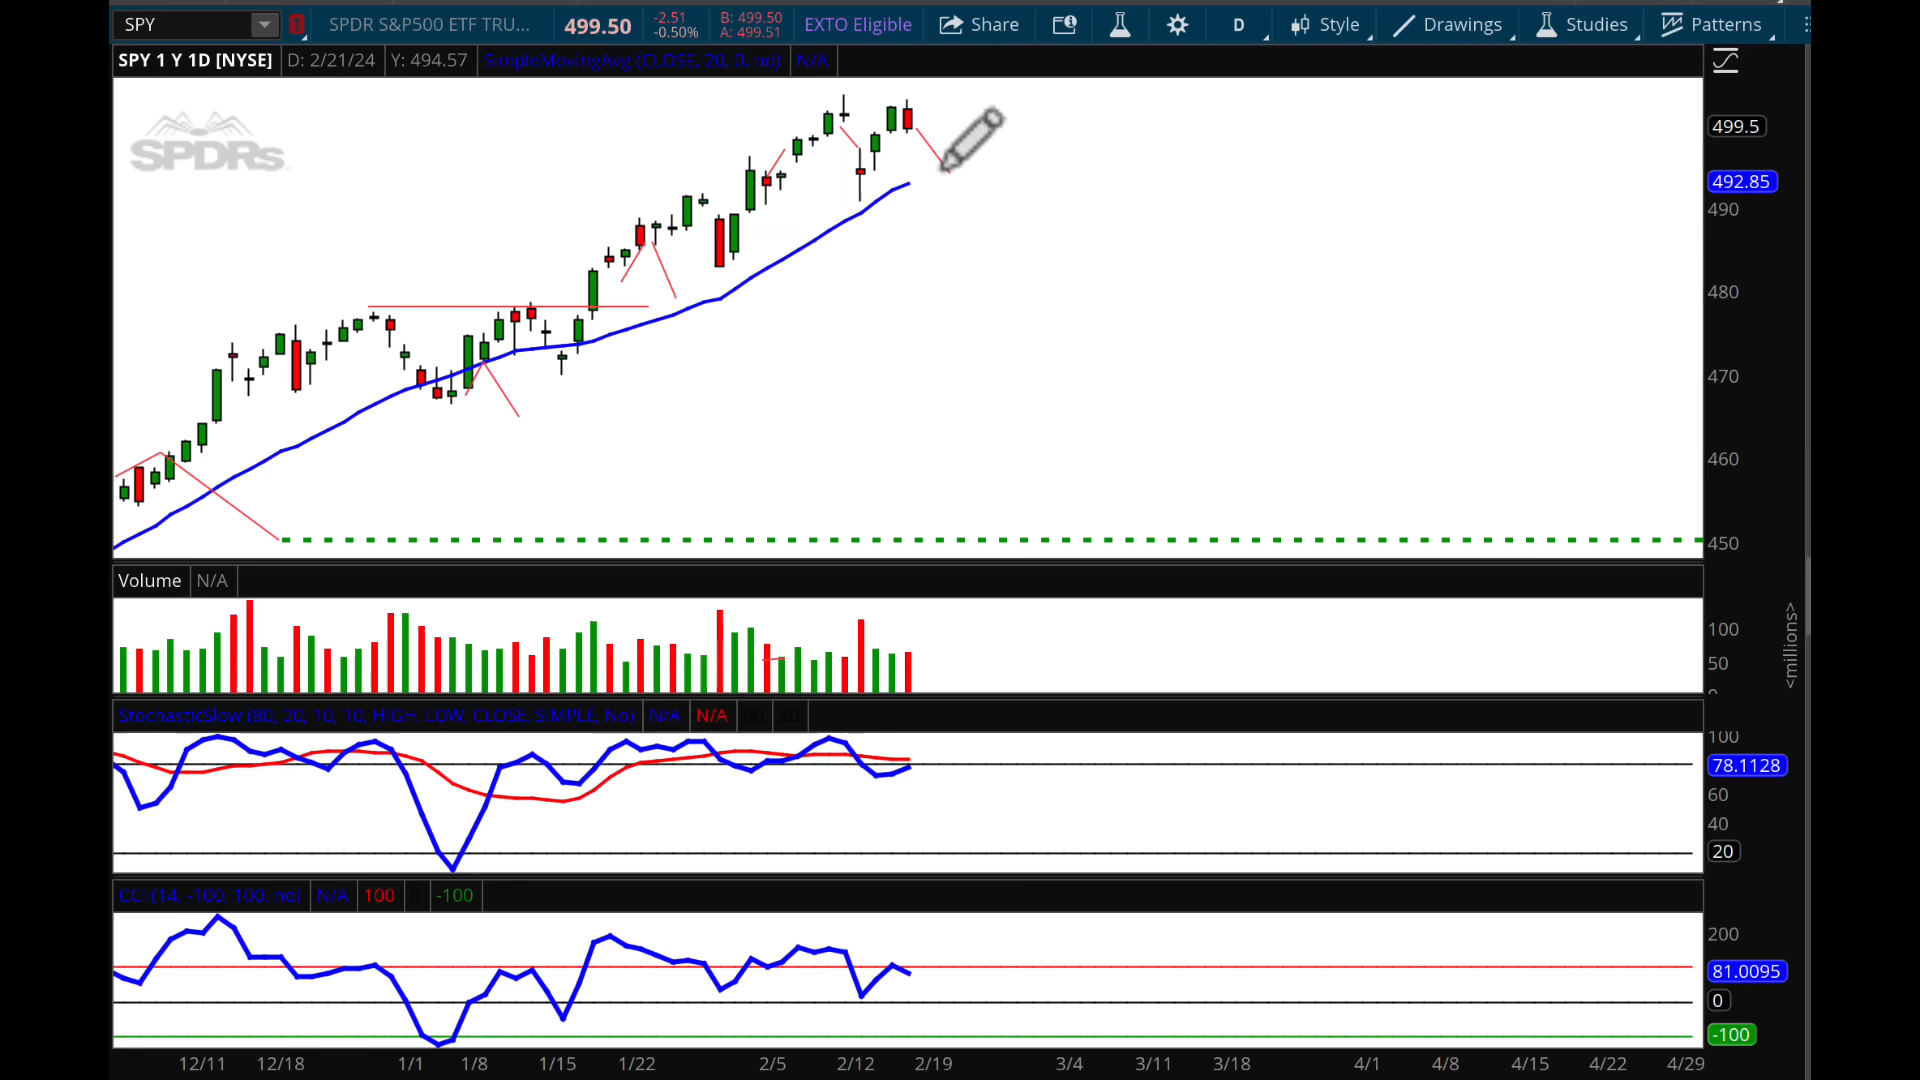 SPY 1 SPDR S&P500 ETF TRU... 499.50 -2.51 -0.50% B: 499.50 A: 499.51 EXTO Eligible Share D Style Drawings Studies Patterns
SPY 1 Y 1D [NYSE] D: 2/21/24 Y: 494.57 SimpleMovingAvg (CLOSE, 20, 0, no) N/A
SPDRs
499.5
492.85
490
480
470
460
450
Volume N/A
100
50
0
<millions>
StochasticSlow (80, 20, 10, 10, HIGH, LOW, CLOSE, SIMPLE, No) N/A N/A 80 20
100
78.1128
60
40
20
CCI (14, -100, 100, no) N/A 100 0 -100
200
81.0095
0
-100
12/11 12/18 1/1 1/8 1/15 1/22 2/5 2/12 2/19 3/4 3/11 3/18 4/1 4/8 4/15 4/22 4/29